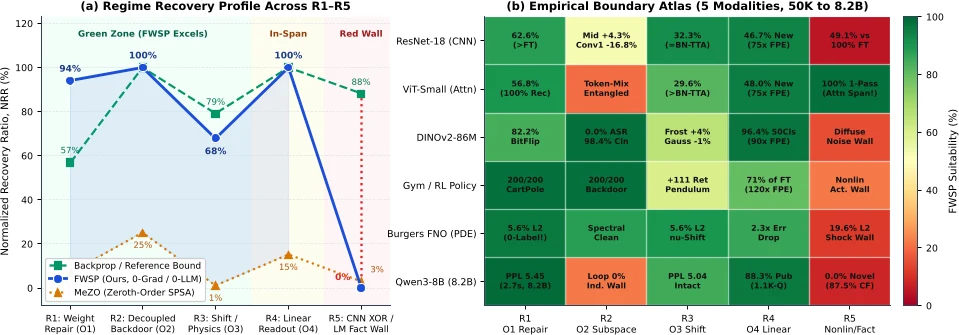 (a) Regime Recovery Profile Across R1–R5
Normalized Recovery Ratio, NRR (%)
120
100
80
60
40
20
0
Green Zone (FWSP Excels)
In-Span
Red Wall
94%
100%
100%
88%
79%
68%
57%
25%
1%
15%
0%
3%
Backprop / Reference Bound
FWSP (Ours, 0-Grad / 0-LLM)
MeZO (Zeroth-Order SPSA)
R1: Weight
Repair (O1)
R2: Decoupled
Backdoor (O2)
R3: Shift /
Physics (O3)
R4: Linear
Readout (O4)
R5: CNN XOR /
LM Fact Wall
(b) Empirical Boundary Atlas (5 Modalities, 50K to 8.2B)
ResNet-18 (CNN)
62.6%
(>FT)
Mid +4.3%
Conv1 -16.8%
32.3%
(≈BN-TTA)
46.7% New
(75x FPE)
49.1% vs
100% FT
ViT-Small (Attn)
56.8%
(100% Rec)
Token-Mix
Entangled
29.6%
(>BN-TTA)
48.0% New
(75x FPE)
100% 1-Pass
(Attn Span!)
DINOv2-86M
82.2%
BitFlip
0.0% ASR
98.4% Cln
Frost +4%
Gauss -1%
96.4% 50Cls
(90x FPE)
Diffuse
Noise Wall
Gym / RL Policy
200/200
CartPole
200/200
Backdoor
+111 Ret
Pendulum
71% of FT
(120x FPE)
Nonlin
Act. Wall
Burgers FNO (PDE)
5.6% L2
(0-Label!)
Spectral
Clean
5.6% L2
nu-Shift
2.3x Err
Drop
19.6% L2
Shock Wall
Qwen3-8B (8.2B)
PPL 5.45
(2.7s, 8.2B)
Loop 0%
Ind. Wall
PPL 5.04
Intact
88.3% Pub
(1.1K-Q)
0.0% Novel
(87.5% CF)
R1
O1 Repair
R2
O2 Subspace
R3
O3 Shift
R4
O4 Linear
R5
Nonlin/Fact
100
80
60
40
20
0
FWSP Suitability (%)